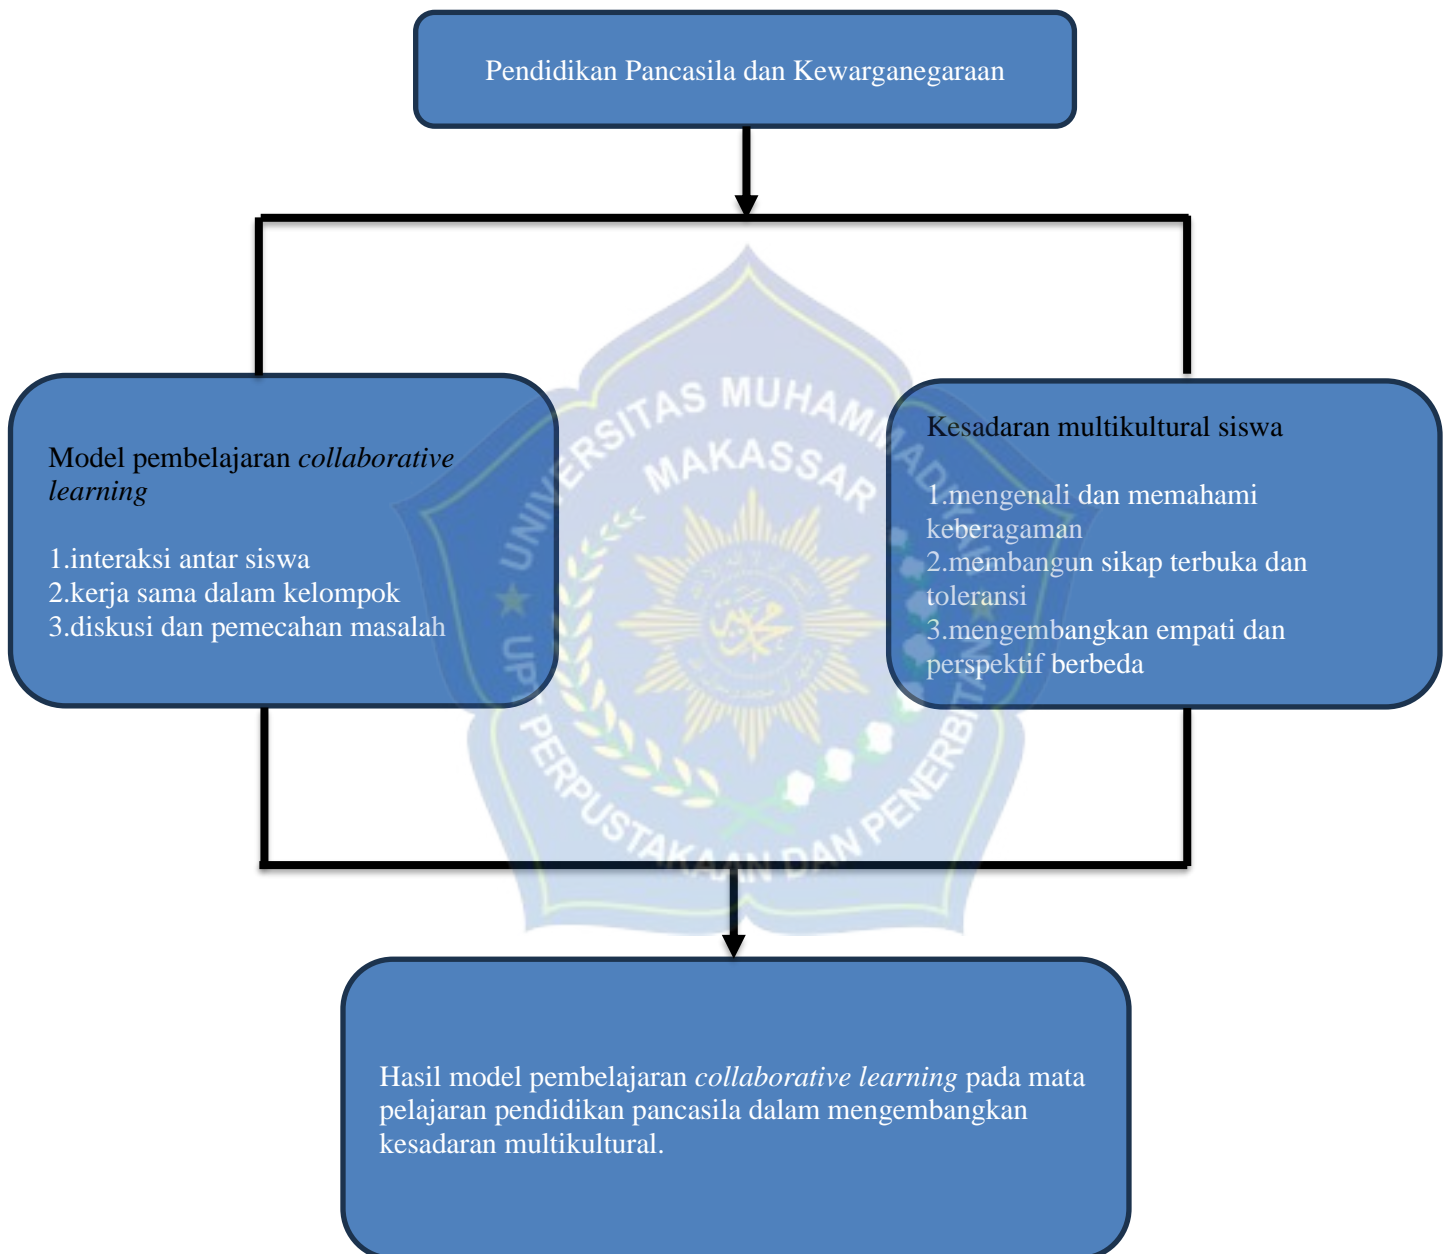 Pendidikan Pancasila dan Kewarganegaraan
Model pembelajaran collaborative
learning
1.interaksi antar siswa
2.kerja sama dalam kelompok
3.diskusi dan pemecahan masalah
Kesadaran multikultural siswa
1.mengenali dan memahami
keberagaman
2.membangun sikap terbuka dan
toleransi
3.mengembangkan empati dan
perspektif berbeda
UNIVERSITAS MUHAMMADIYAH
MAKASSAR
UPT PERPUSTAKAAN DAN PENERBITAN
Hasil model pembelajaran collaborative learning pada mata
pelajaran pendidikan pancasila dalam mengembangkan
kesadaran multikultural.